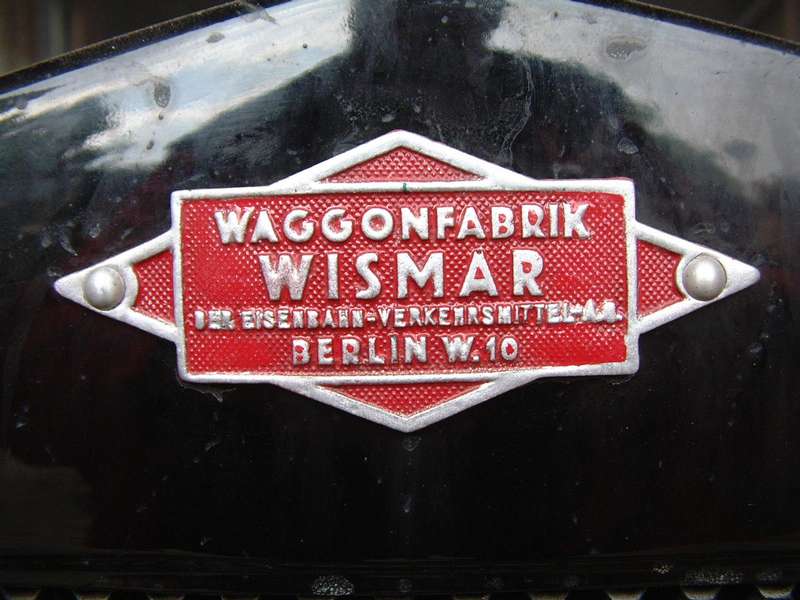 WAGGONFABRIK
WISMAR
DER EISENBAHN-VERKEHRSMITTEL-A.G.
BERLIN W.10